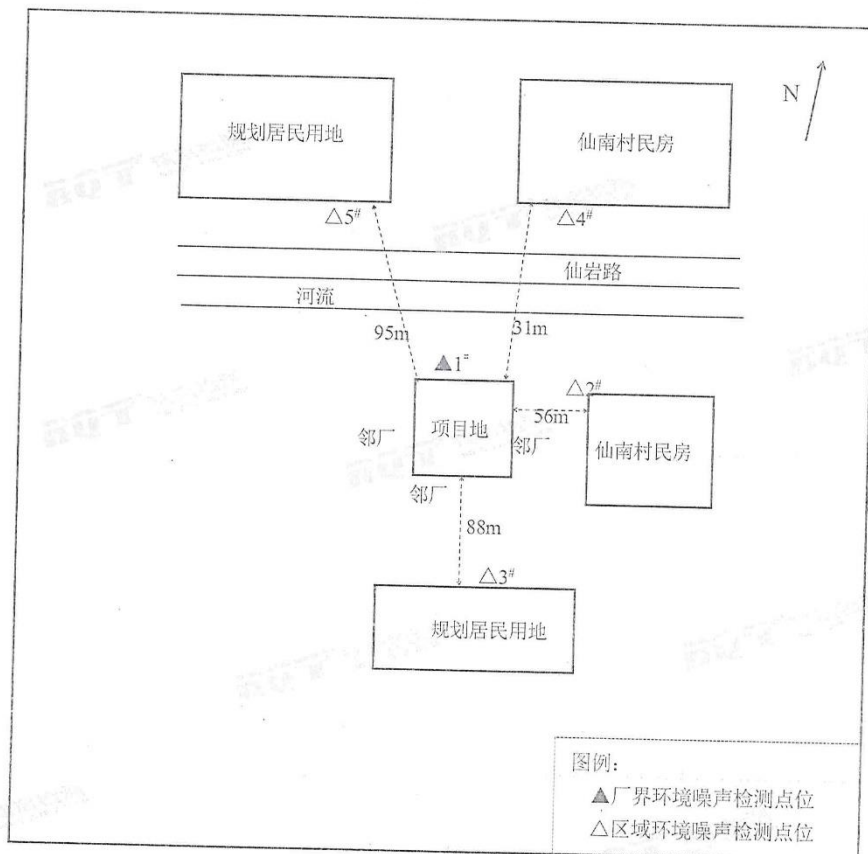 N
规划居民用地
仙南村民房
△5#
△4#
仙岩路
河流
95m
31m
▲1#
△2#
项目地
56m
仙南村民房
邻厂
邻厂
邻厂
88m
△3#
规划居民用地
图例:
▲厂界环境噪声检测点位
△区域环境噪声检测点位